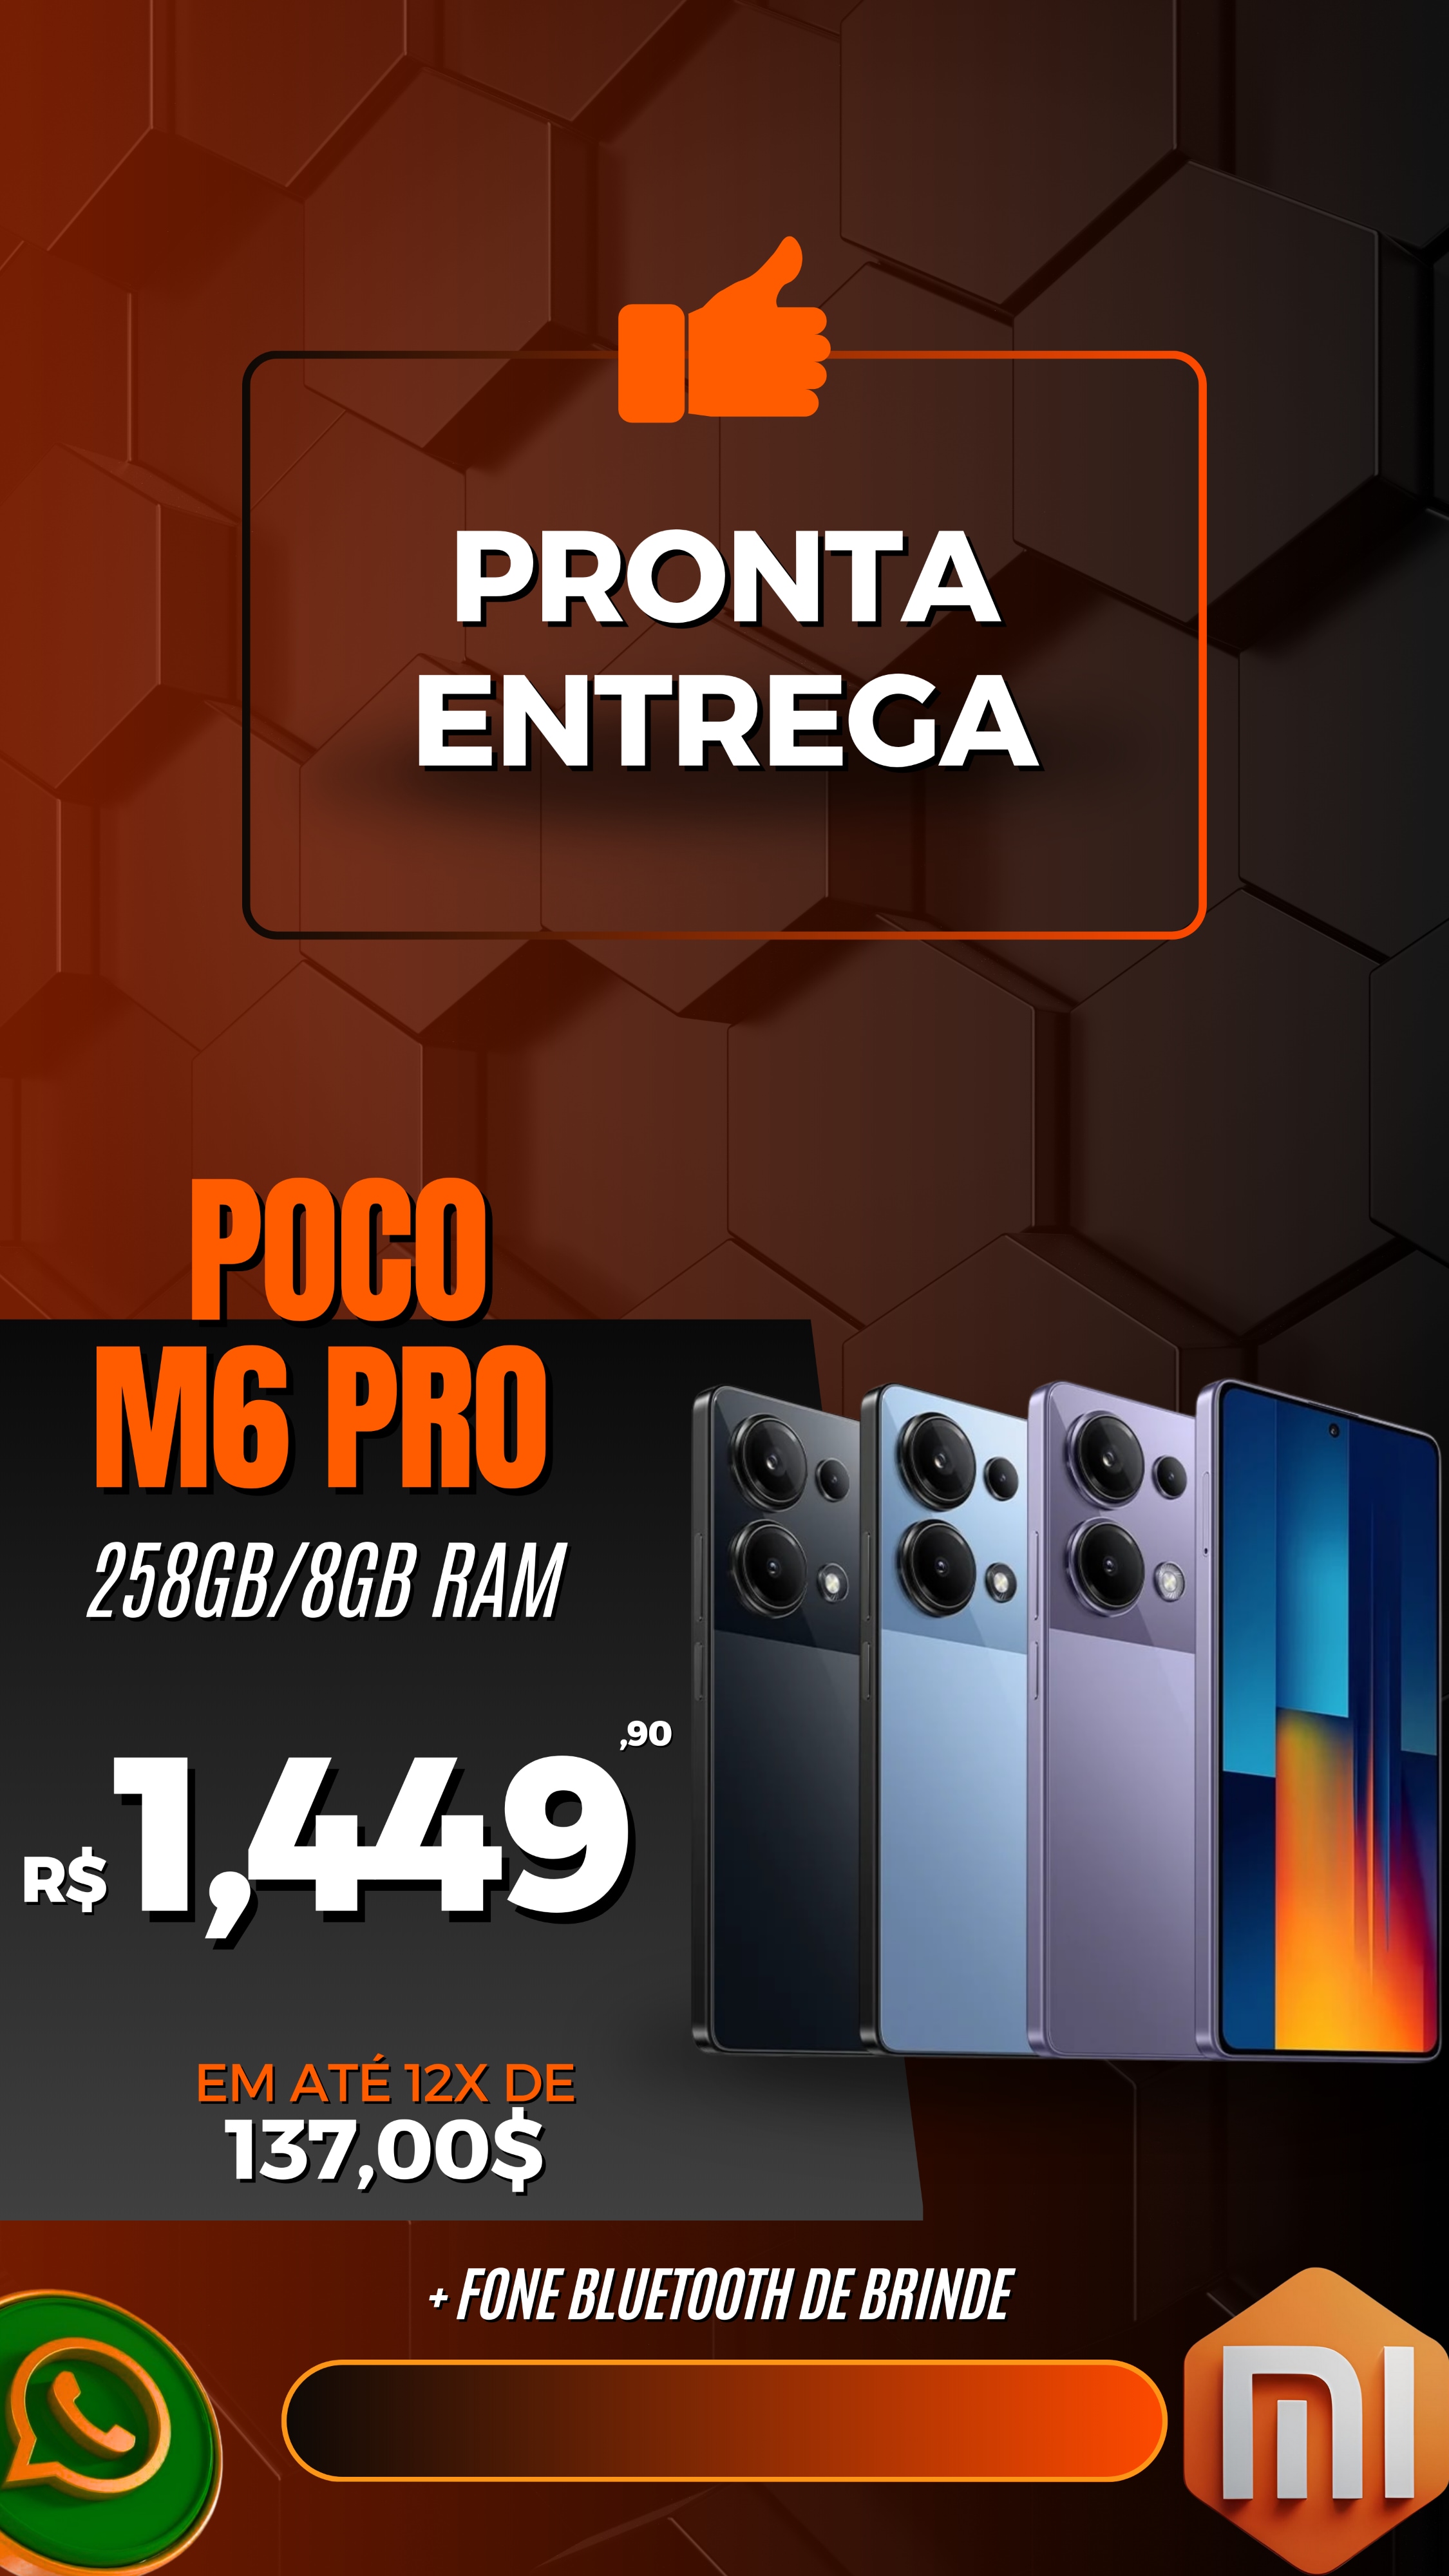 PRONTA
ENTREGA
POCO
M6 PRO
258GB/8GB RAM
R$1,449,90
EM ATÉ 12X DE
137,00$
+ FONE BLUETOOTH DE BRINDE
MI